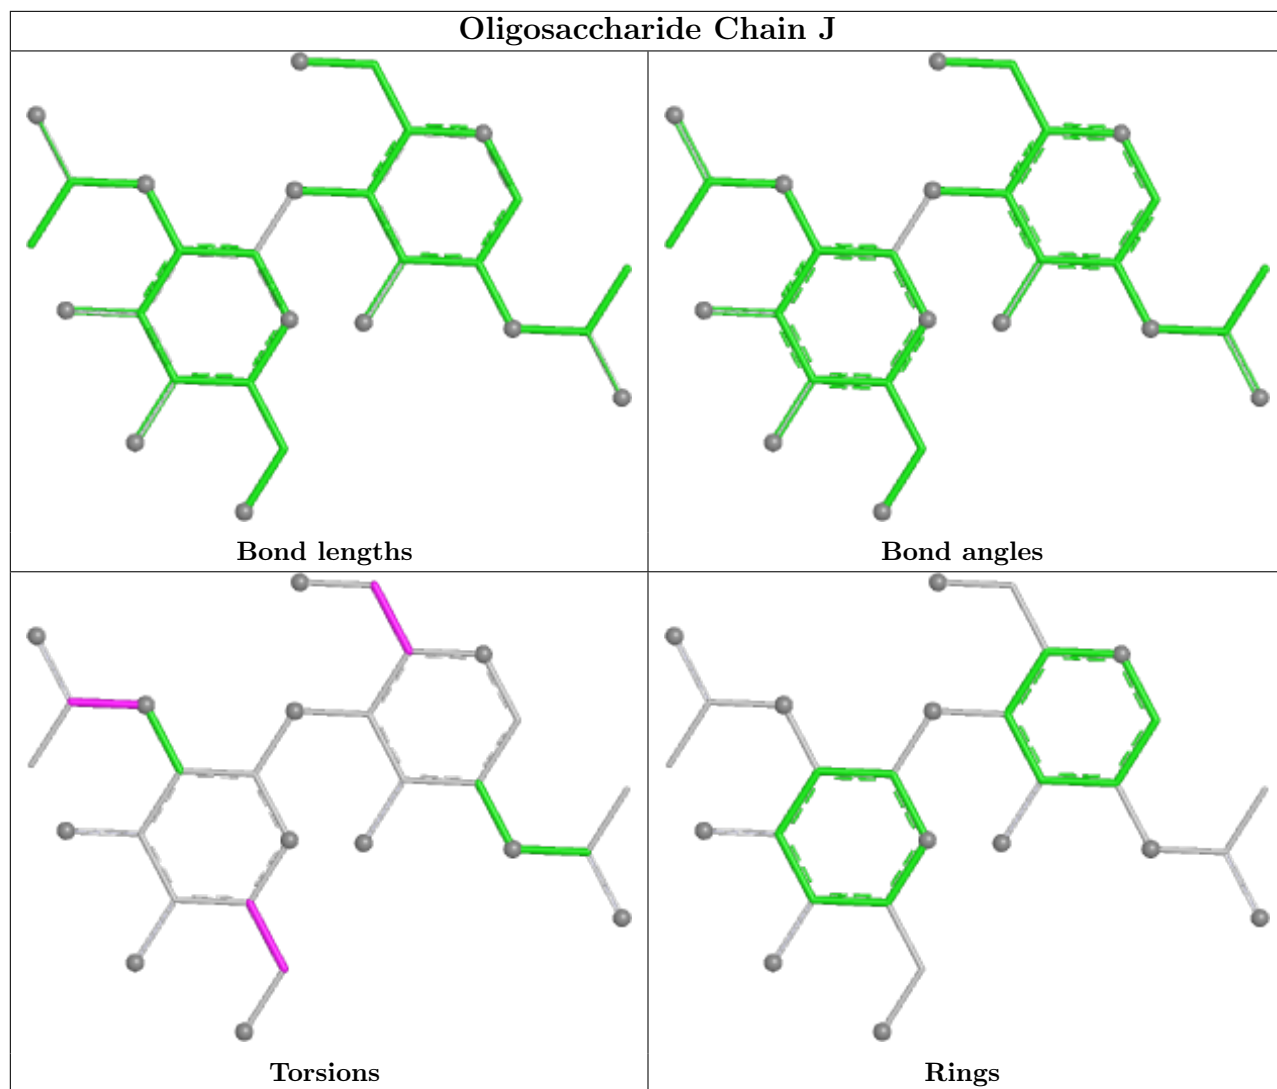 Oligosaccharide Chain J
Bond lengths
Bond angles
Torsions
Rings